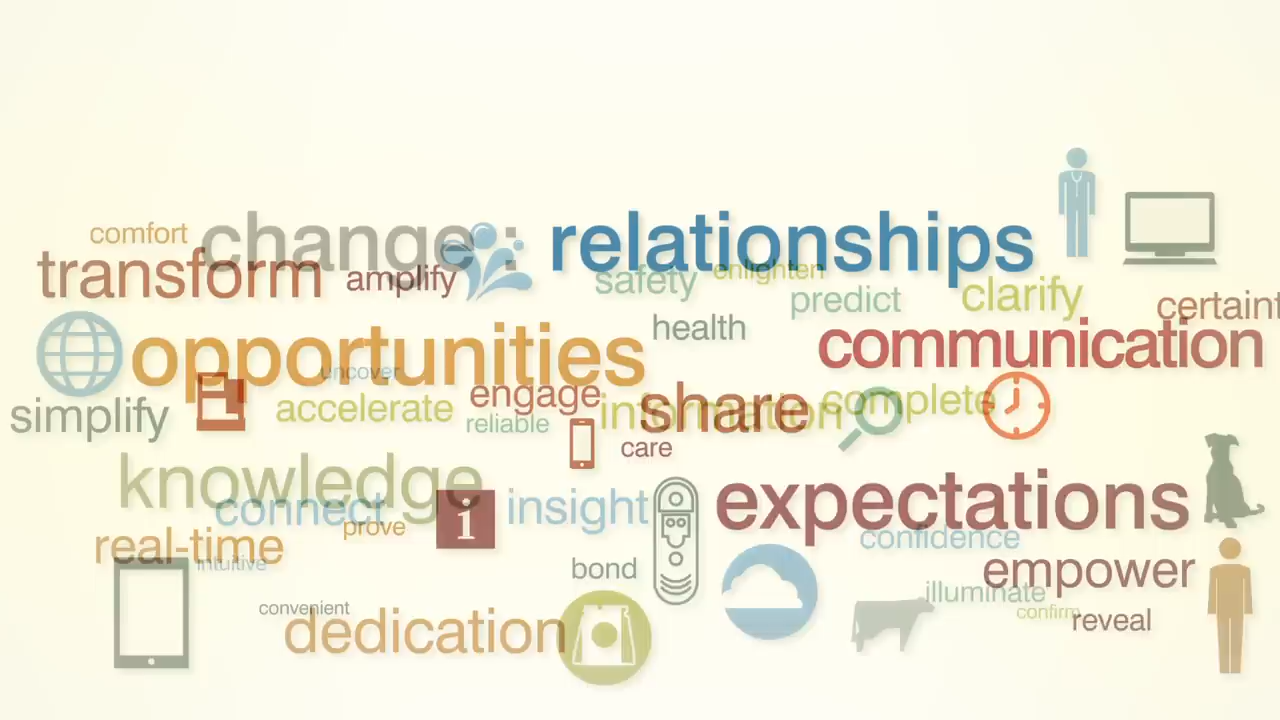 comfort
change
:
relationships
transform
amplify
safety
enlighten
predict
clarify
health
certaint
opportunities
communication
uncover
simplify
accelerate
engage
reliable
information
share
complete
care
knowledge
connect
prove
i
insight
expectations
real-time
intuitive
confidence
bond
empower
illuminate
convenient
dedication
confirm
reveal